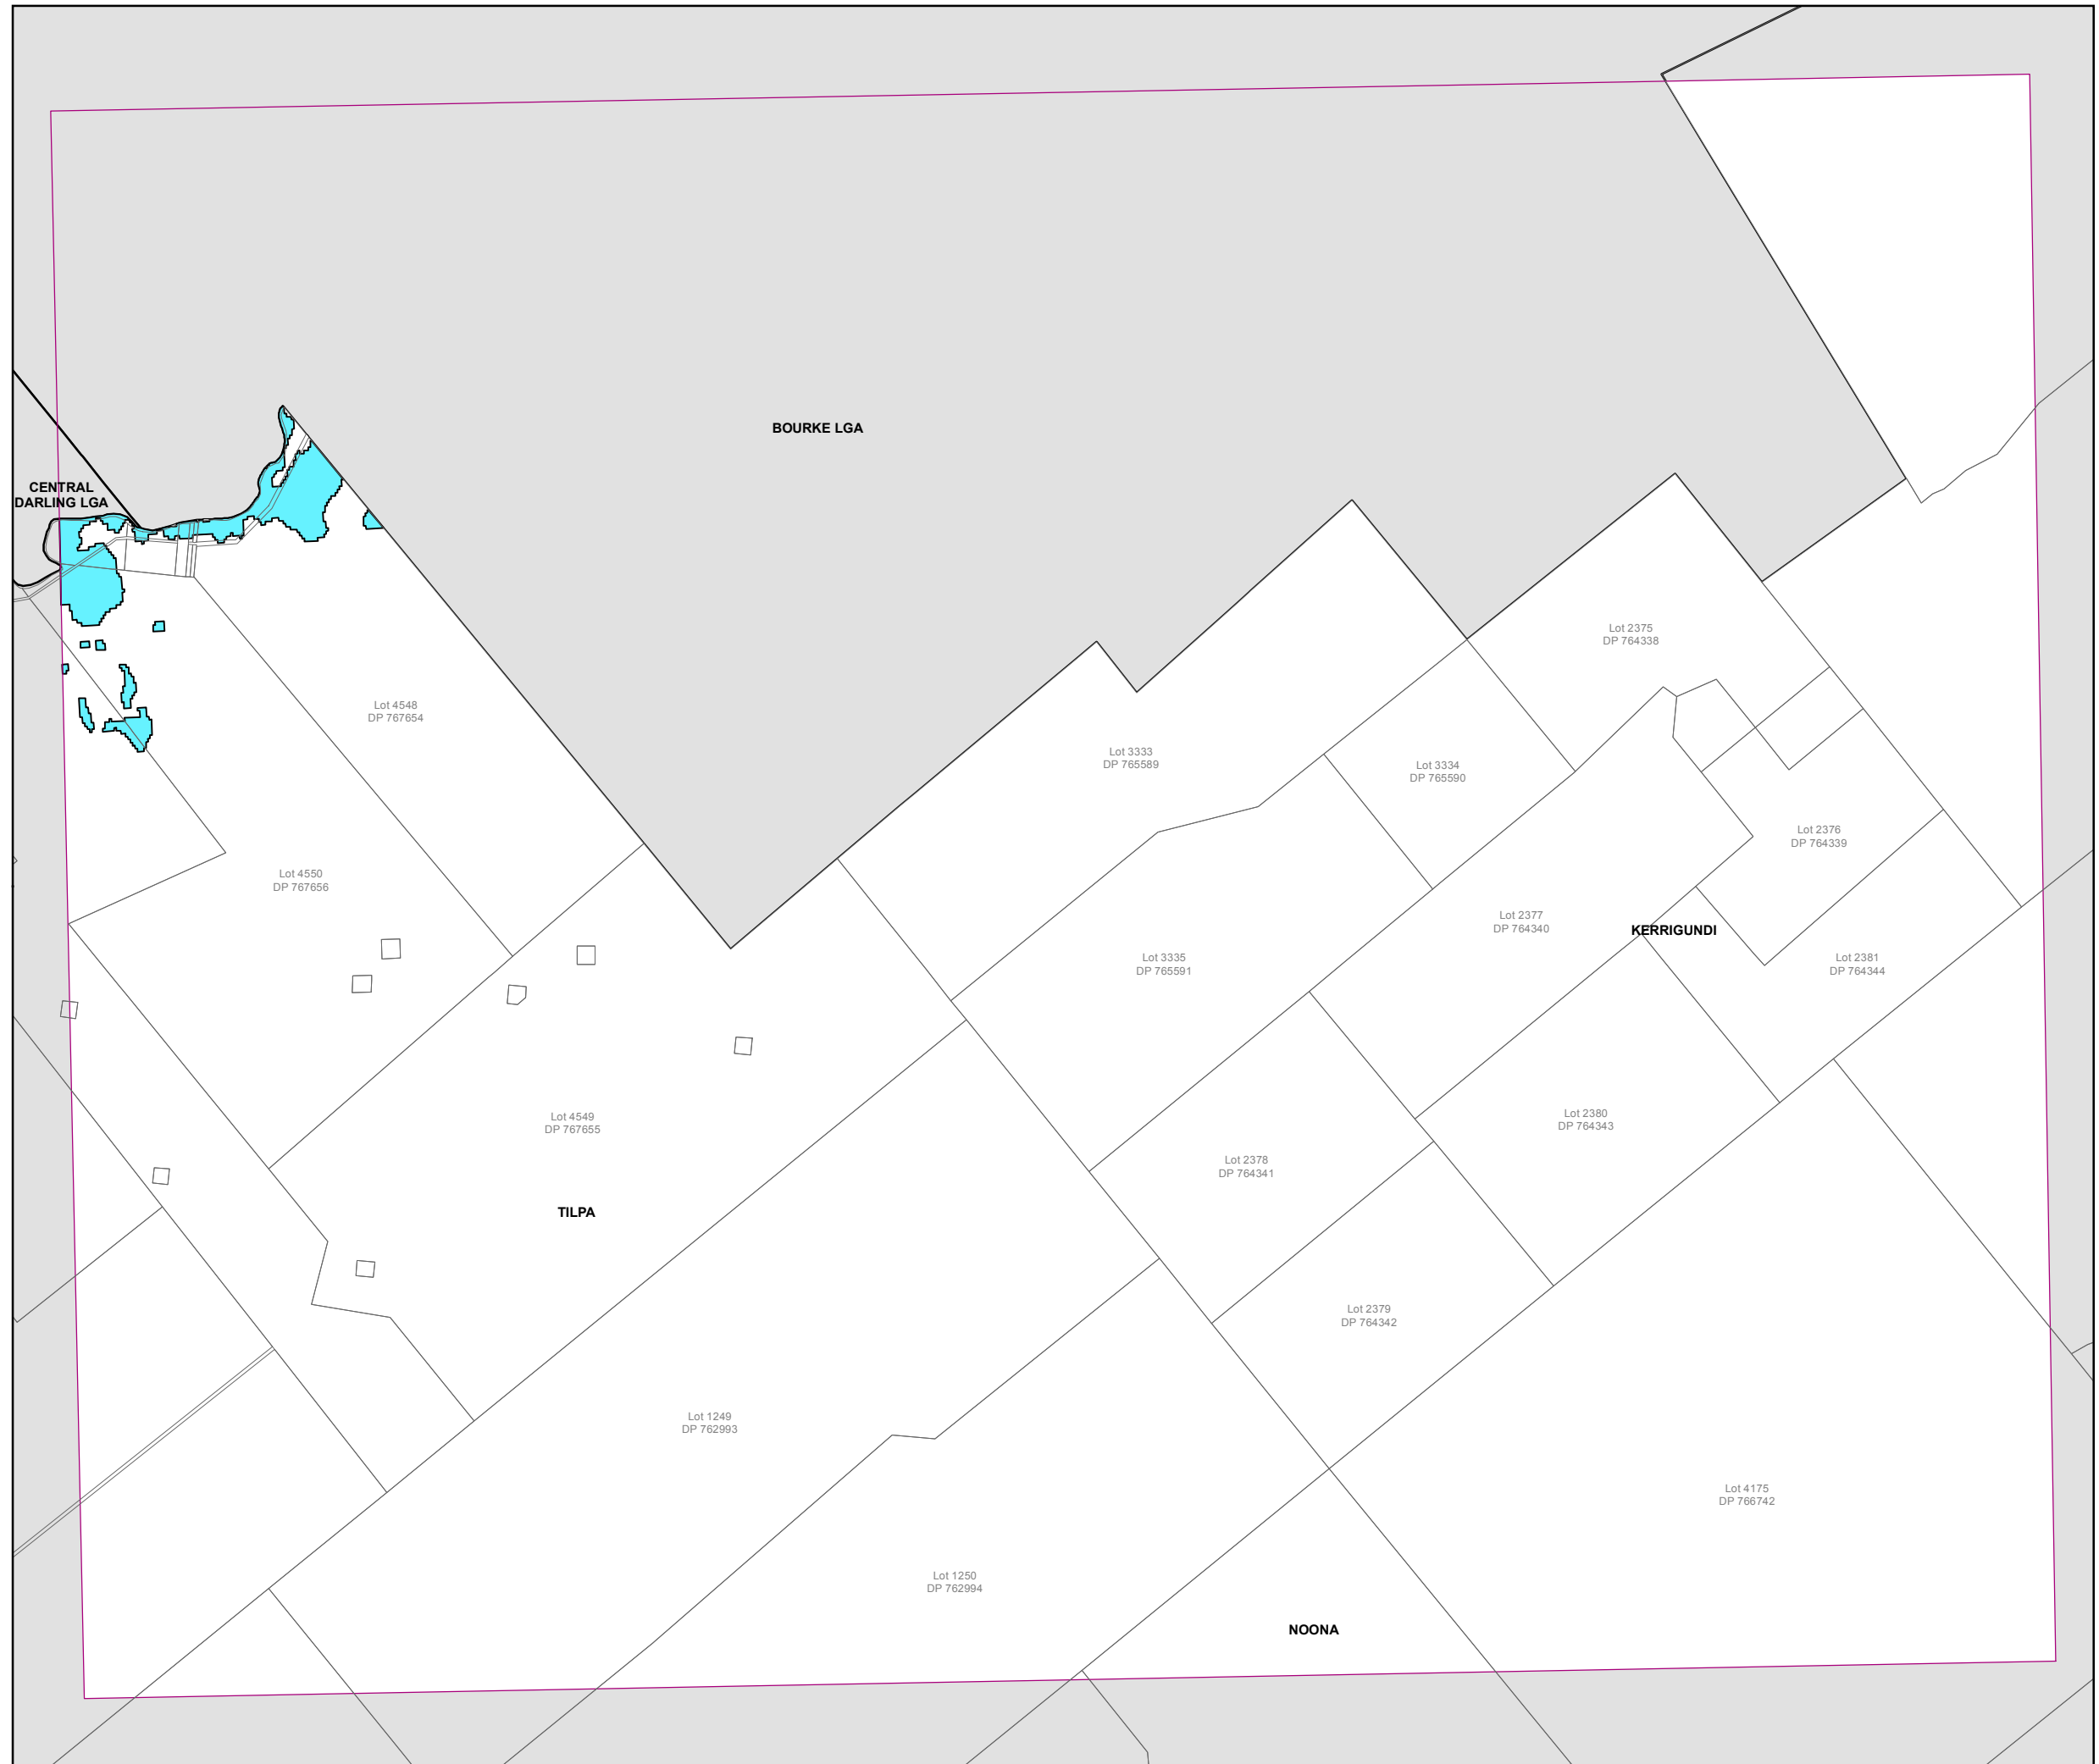 BOURKE LGA
CENTRAL
DARLING LGA
Lot 2375
DP 764338
Lot 4548
DP 767654
Lot 3333
DP 765589
Lot 3334
DP 765590
Lot 2376
DP 764339
Lot 4550
DP 767656
Lot 2377
DP 764340
KERRIGUNDI
Lot 3335
DP 765591
Lot 2381
DP 764344
Lot 4549
DP 767655
Lot 2380
DP 764343
Lot 2378
DP 764341
TILPA
Lot 2379
DP 764342
Lot 1249
DP 762993
Lot 4175
DP 766742
Lot 1250
DP 762994
NOONA